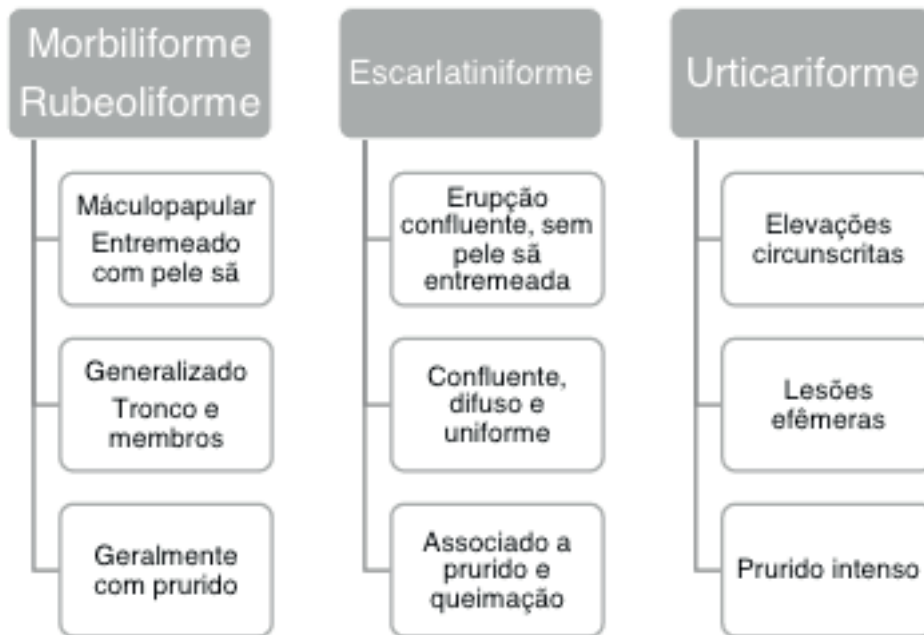 Morbiliforme
Rubeoliforme
Máculopapular
Entremeado
com pele sã
Generalizado
Tronco e
membros
Geralmente
com prurido
Escarlatiniforme
Erupção
confluente, sem
pele sã
entremeada
Confluente,
difuso e
uniforme
Associado a
prurido e
queimação
Urticariforme
Elevações
circunscritas
Lesões
efêmeras
Prurido intenso